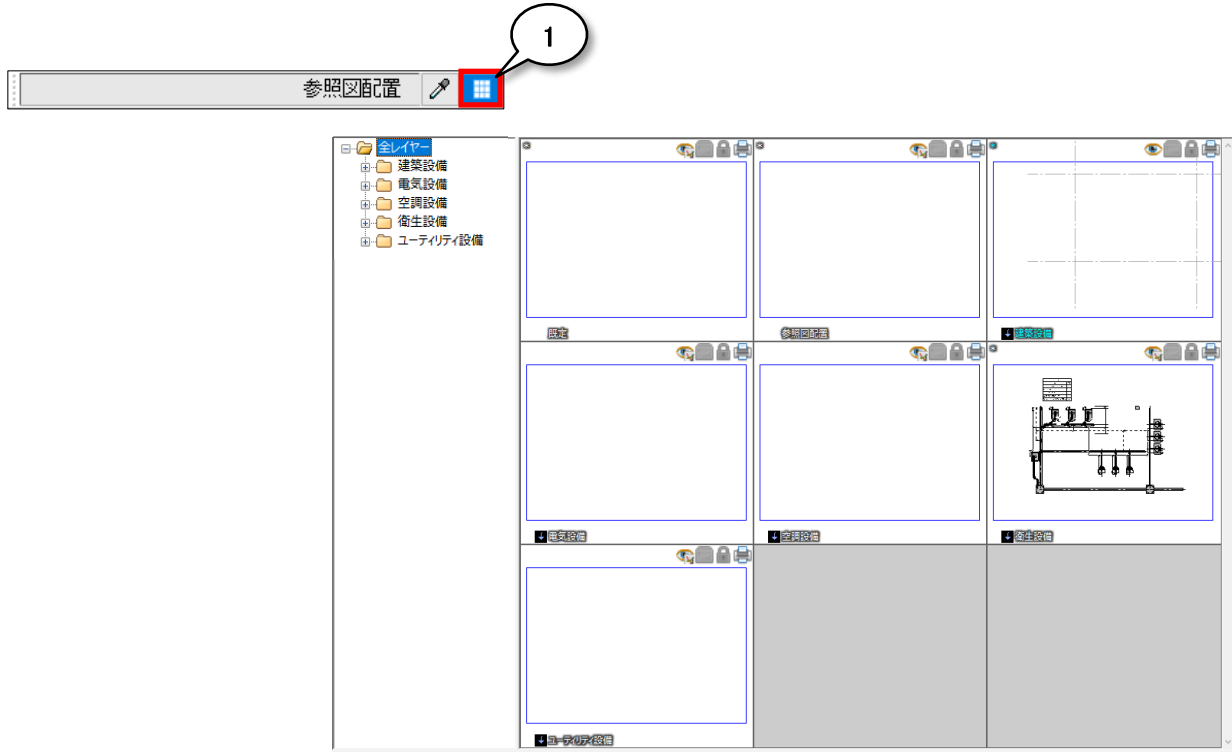 1
参照図配置
全レイヤー
建築設備
電気設備
空調設備
衛生設備
ユーティリティ設備
既定
参照図配置
建築設備
電気設備
空調設備
衛生設備
ユーティリティ設備